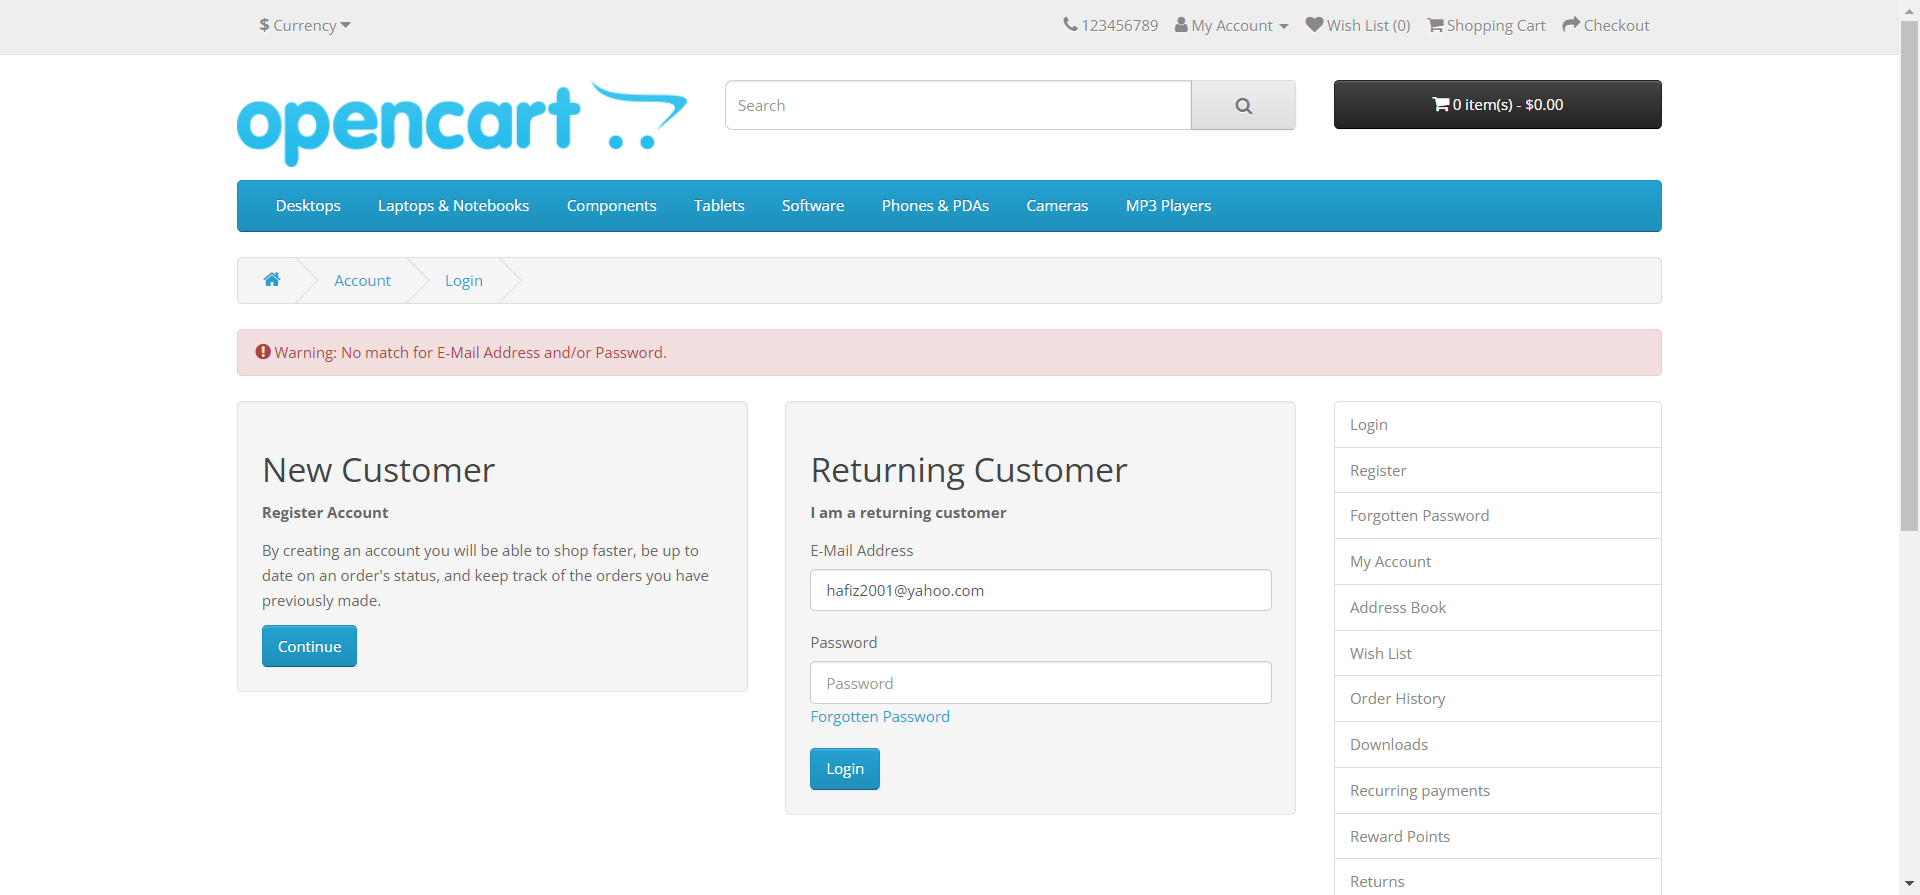 $ Currency
123456789 My Account Wish List (0) Shopping Cart Checkout
opencart
Search
0 item(s) - $0.00
Desktops Laptops & Notebooks Components Tablets Software Phones & PDAs Cameras MP3 Players
Account Login
Warning: No match for E-Mail Address and/or Password.
New Customer
Register Account
By creating an account you will be able to shop faster, be up to
date on an order's status, and keep track of the orders you have
previously made.
Continue
Returning Customer
I am a returning customer
E-Mail Address
hafiz2001@yahoo.com
Password
Password
Forgotten Password
Login
Login
Register
Forgotten Password
My Account
Address Book
Wish List
Order History
Downloads
Recurring payments
Reward Points
Returns